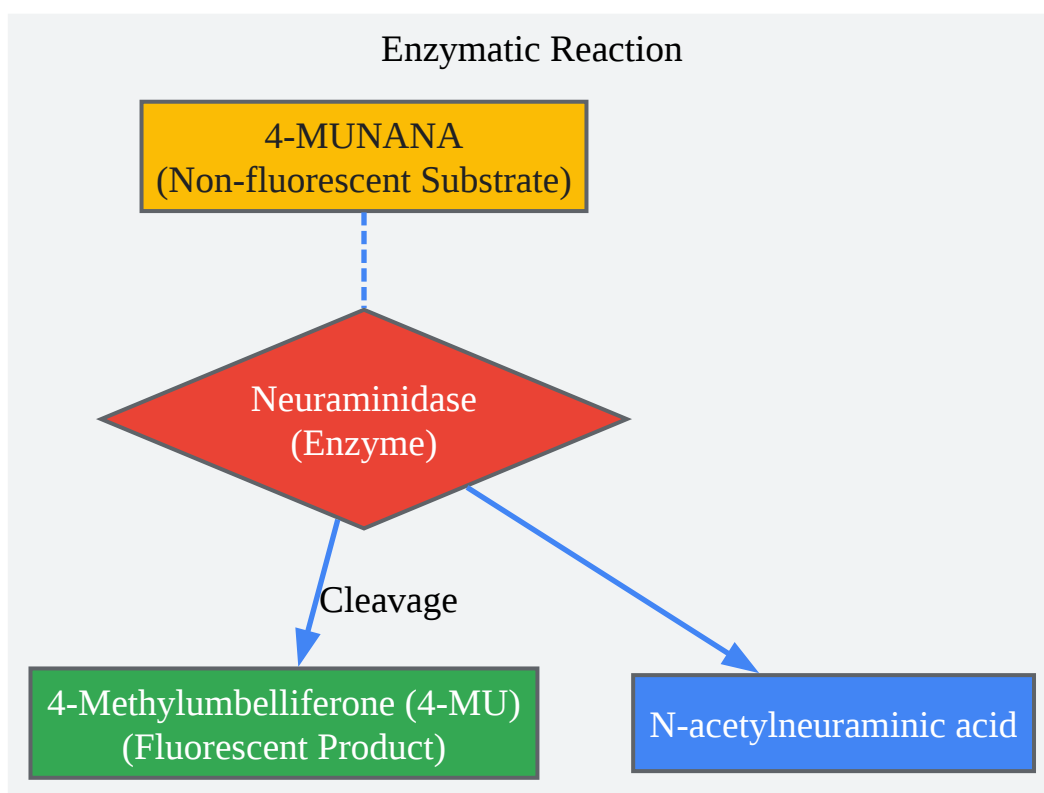 Enzymatic Reaction
4-MUNANA
(Non-fluorescent Substrate)
Neuraminidase
(Enzyme)
Cleavage
4-Methylumbelliferone (4-MU)
(Fluorescent Product)
N-acetylneuraminic acid